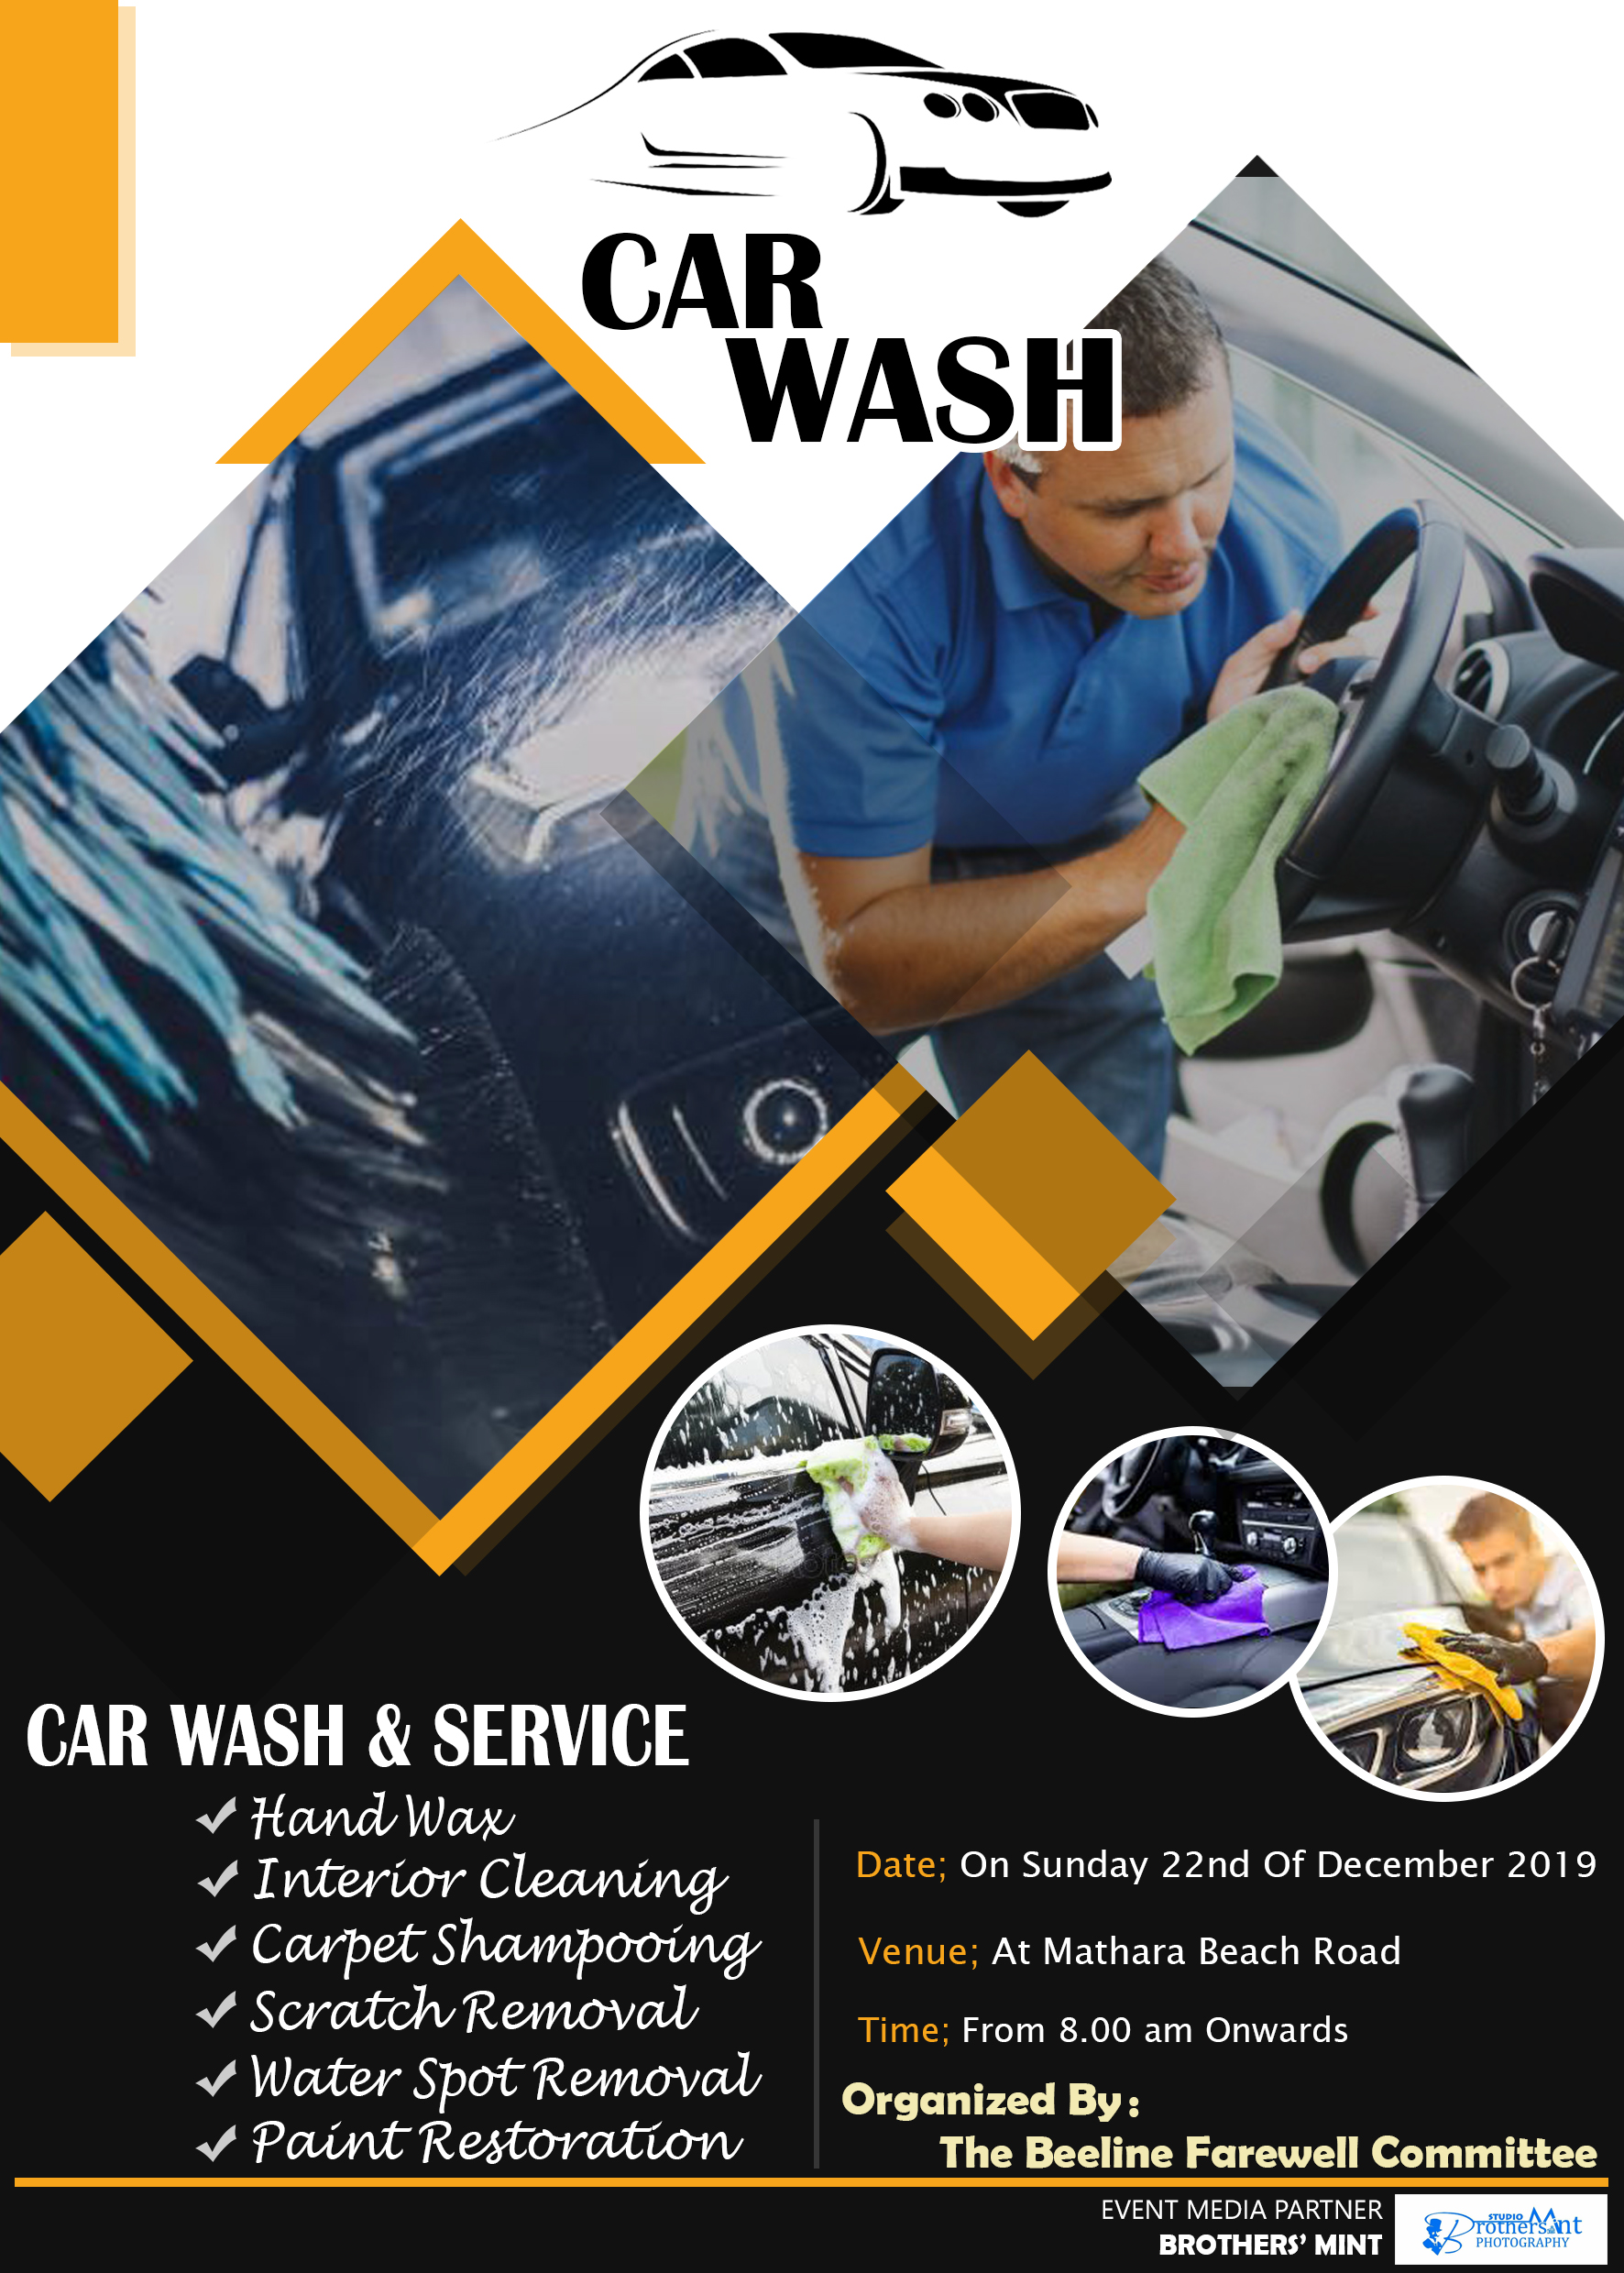 CAR
WASH
CAR WASH & SERVICE
Hand Wax
Interior Cleaning
Carpet Shampooing
Scratch Removal
Water Spot Removal
Paint Restoration
Date; On Sunday 22nd Of December 2019
Venue; At Mathara Beach Road
Time; From 8.00 am Onwards
Organized By:
The Beeline Farewell Committee
EVENT MEDIA PARTNER
BROTHERS' MINT
STUDIO
Brothers Mint
PHOTOGRAPHY